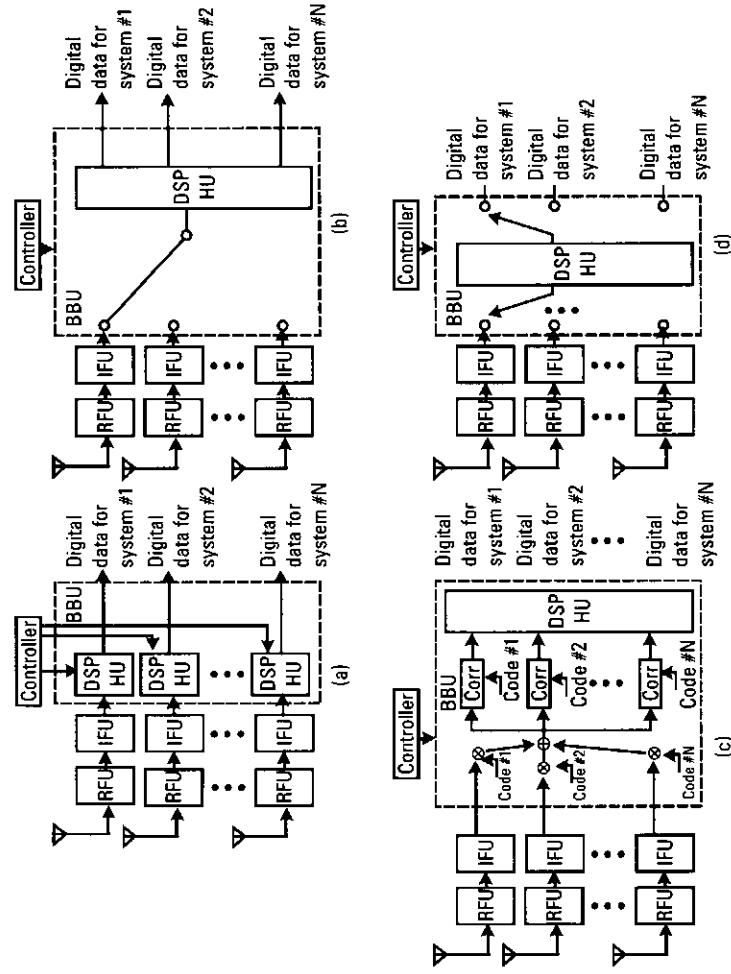 Controller
BBU
RFU
IFU
DSP
HU
Digital
data for
system #1
RFU
IFU
DSP
HU
Digital
data for
system #2
RFU
IFU
DSP
HU
Digital
data for
system #N
(a)
Controller
BBU
RFU
IFU
RFU
IFU
RFU
IFU
DSP
HU
Digital
data for
system #1
Digital
data for
system #2
Digital
data for
system #N
(b)
Controller
BBU
RFU
IFU
Code #1
Corr
Code #1
RFU
IFU
Code #2
Corr
Code #2
RFU
IFU
Code #N
Corr
Code #N
DSP
HU
Digital
data for
system #1
Digital
data for
system #2
Digital
data for
system #N
(c)
Controller
BBU
RFU
IFU
RFU
IFU
RFU
IFU
DSP
HU
Digital
data for
system #1
Digital
data for
system #2
Digital
data for
system #N
(d)